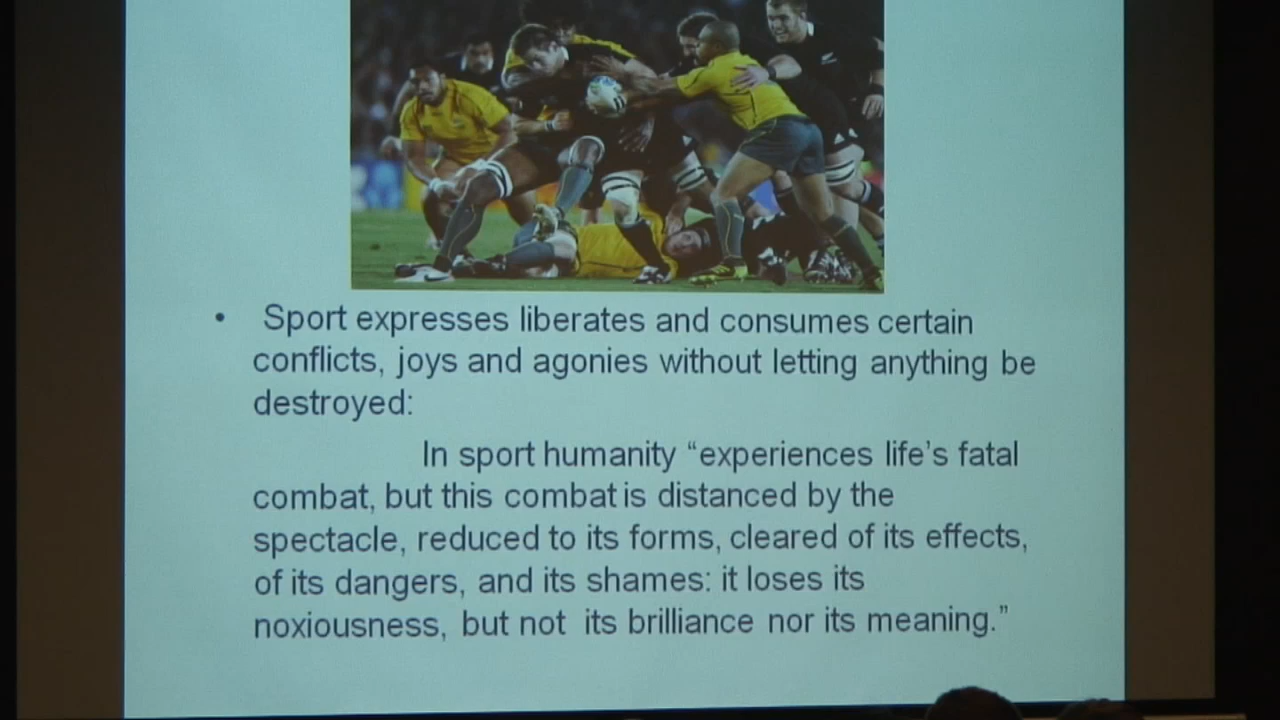 • Sport expresses liberates and consumes certain
conflicts, joys and agonies without letting anything be
destroyed:
In sport humanity “experiences life’s fatal
combat, but this combat is distanced by the
spectacle, reduced to its forms, cleared of its effects,
of its dangers, and its shames: it loses its
noxiousness, but not its brilliance nor its meaning.”